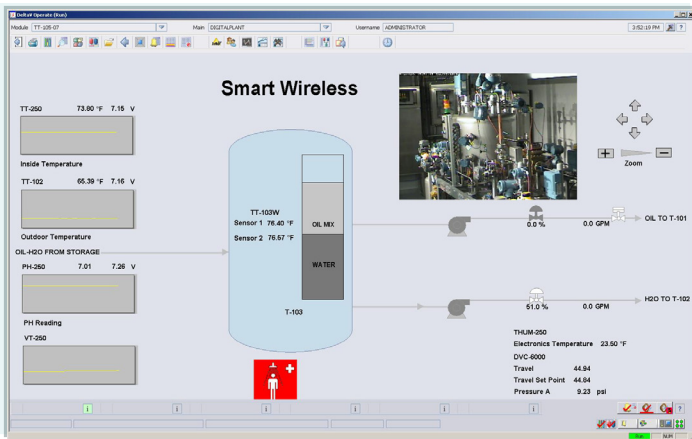 DeltaV Operate (Run)
Module TT-105-07 Main DIGITALPLANT Username ADMINISTRATOR 3:52:19 PM ?
Smart Wireless
TT-250 73.80 °F 7.15 V
Inside Temperature
Zoom
TT-102 65.39 °F 7.16 V
Outdoor Temperature
TT-103W
Sensor 1 76.40 °F
Sensor 2 76.67 °F
OIL MIX
WATER
T-103
0.0 % 0.0 GPM OIL TO T-101
OIL-H2O FROM STORAGE
PH-250 7.01 7.26 V
PH Reading
51.0 % 0.0 GPM H2O TO T-102
VT-250
THUM-250
Electronics Temperature 23.50 °F
DVC-6000
Travel 44.94
Travel Set Point 44.84
Pressure A 9.23 psi
i i i i i i ?
Run NUM